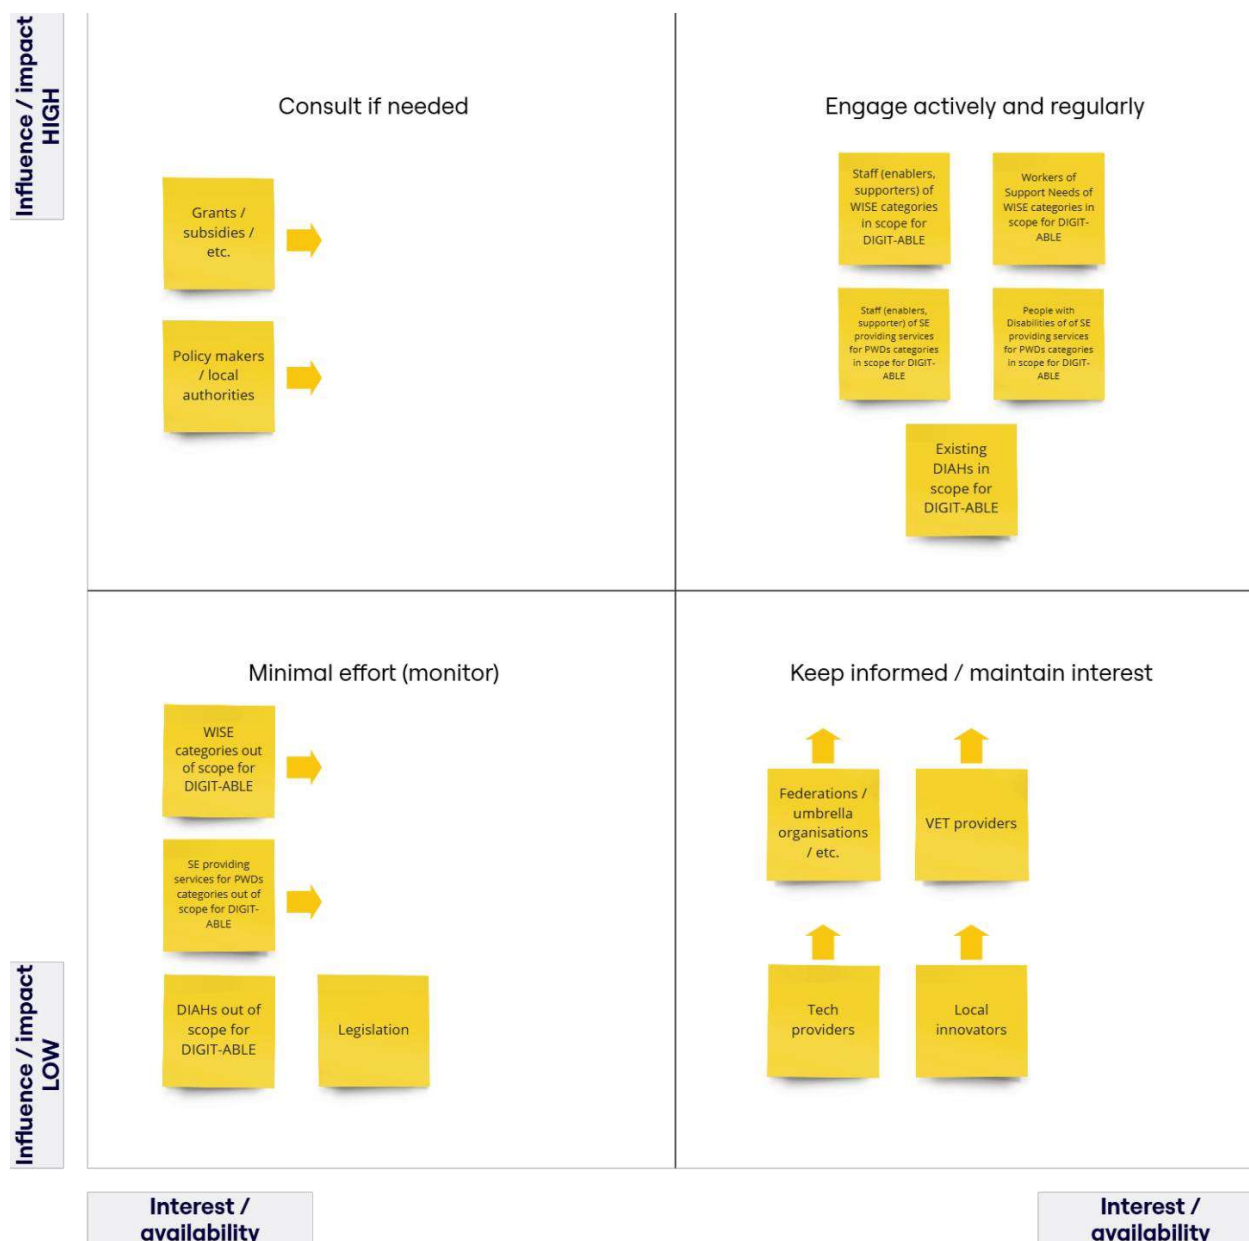 Influence / impact
HIGH
Consult if needed
Grants /
subsidies /
etc.
Policy makers
/ local
authorities
Engage actively and regularly
Staff (enablers,
supporters) of
WISE categories
in scope for
DIGIT-ABLE
Workers of
Support Needs of
WISE categories in
scope for DIGIT-
ABLE
Staff (enablers,
supporter) of SE
providing services
for PWDs categories
in scope for DIGIT-
ABLE
People with
Disabilities of of SE
providing services
for PWDs categories
in scope for DIGIT-
ABLE
Existing
DIAHs in
scope for
DIGIT-ABLE
Influence / impact
LOW
Minimal effort (monitor)
WISE
categories out
of scope for
DIGIT-ABLE
SE providing
services for PWDs
categories out of
scope for DIGIT-
ABLE
DIAHs out of
scope for
DIGIT-ABLE
Legislation
Keep informed / maintain interest
Federations /
umbrella
organisations
/ etc.
VET providers
Tech
providers
Local
innovators
Interest /
availability
Interest /
availability